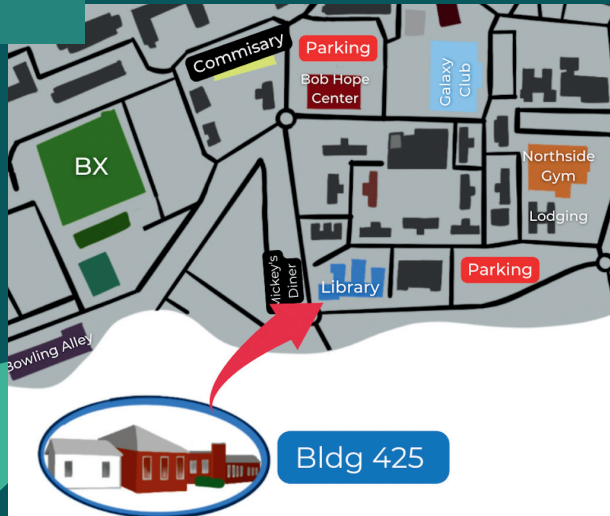 Commisary
Parking
Bob Hope
Center
Galaxy
Club
BX
Northside
Gym
Lodging
Mickey's
Diner
Library
Parking
Bowling Alley
Bldg 425